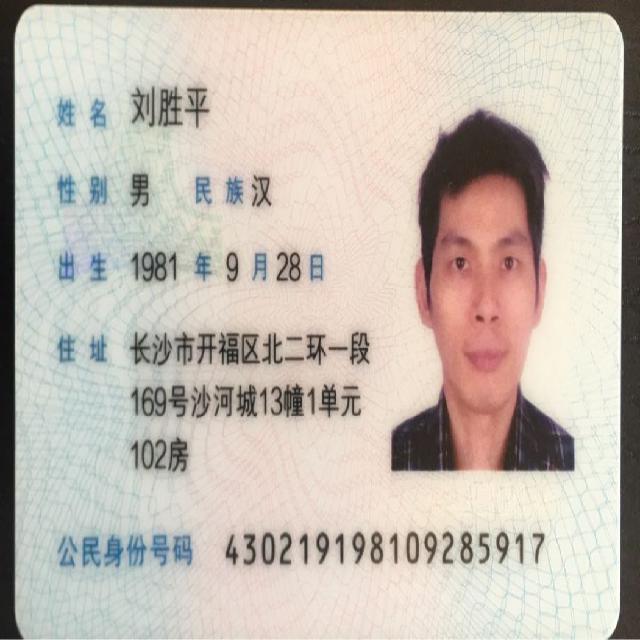 姓名 刘胜平
性别 男 民族 汉
出生 1981 年 9 月 28 日
住址 长沙市开福区北二环一段
169号沙河城13幢1单元
102房
公民身份号码 430219198109285917